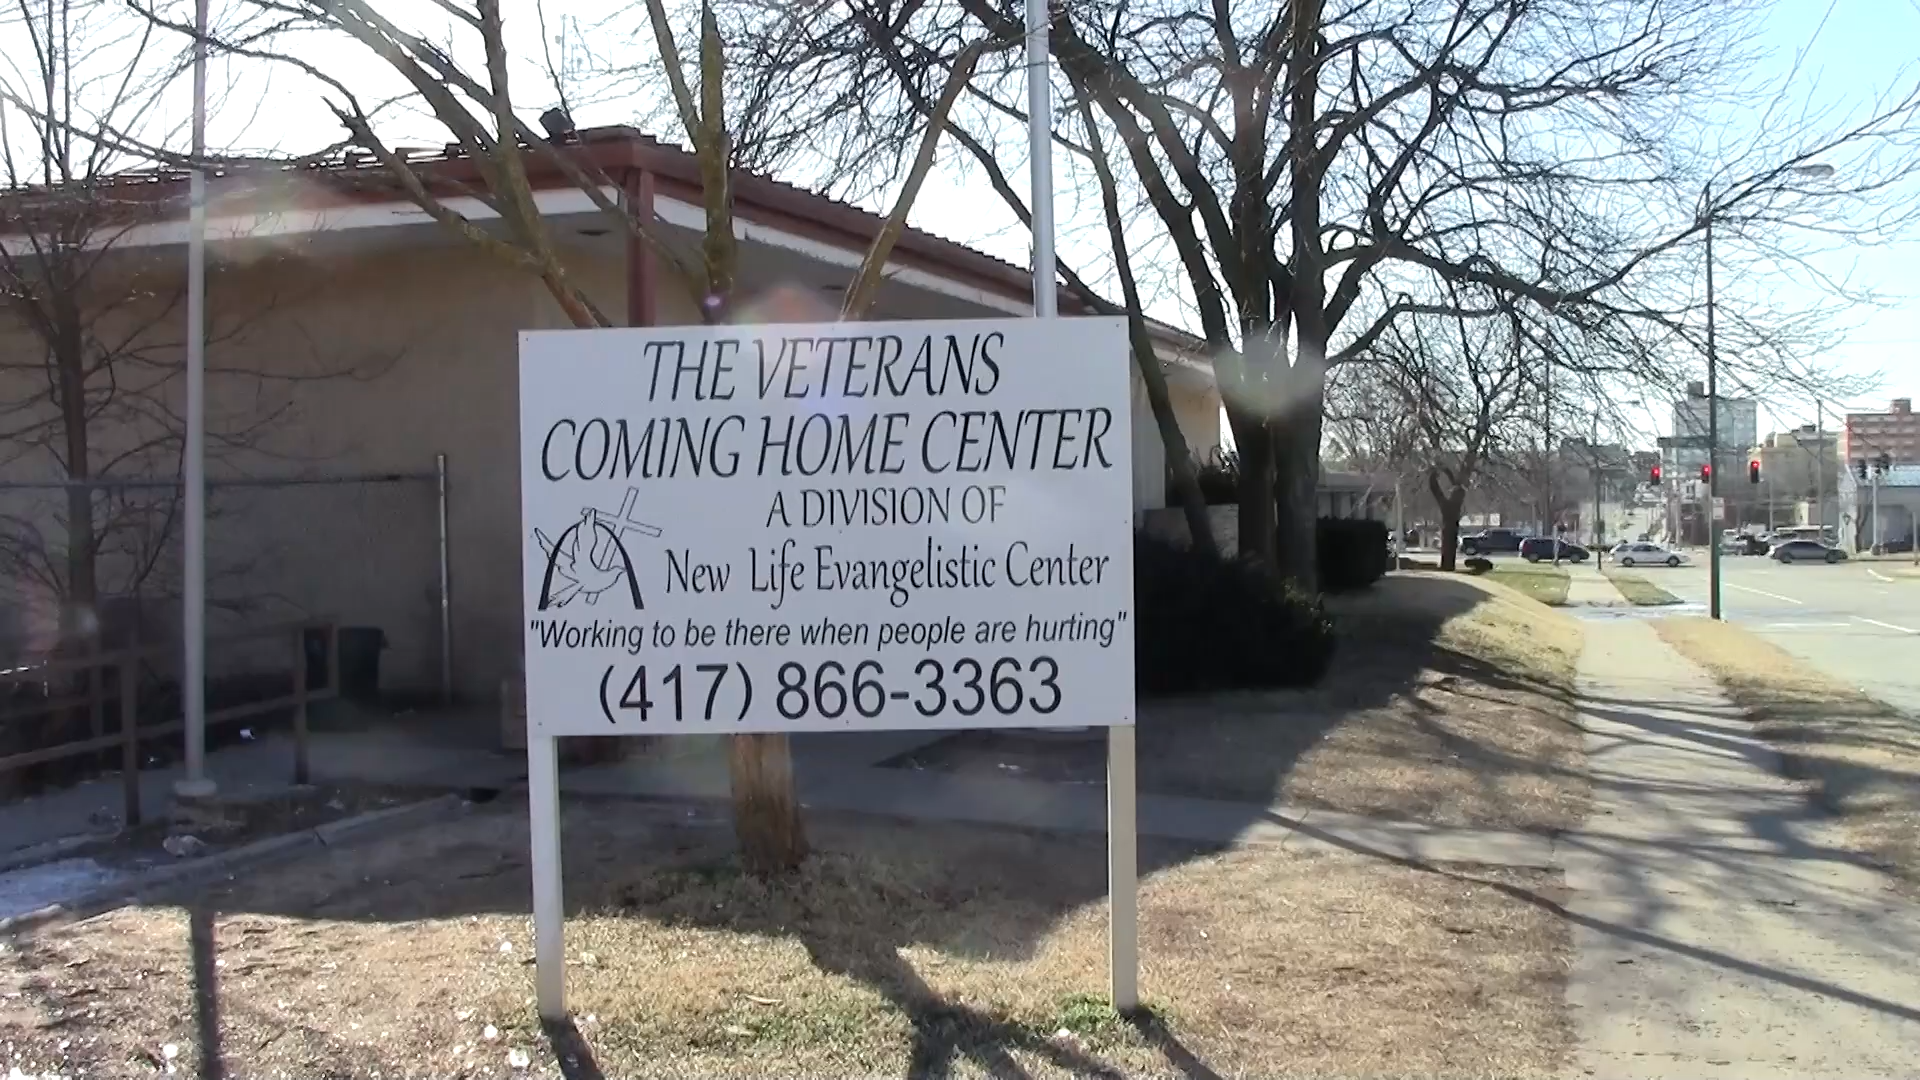 THE VETERANS
COMING HOME CENTER
A DIVISION OF
New Life Evangelistic Center
"Working to be there when people are hurting"
(417) 866-3363